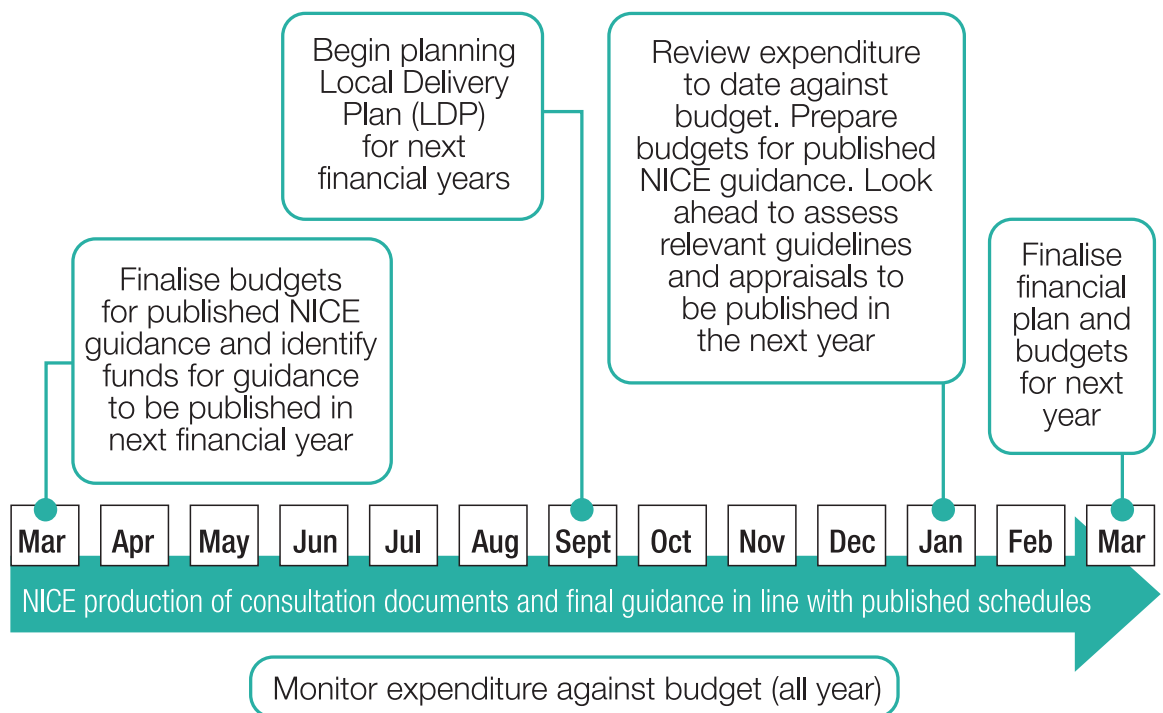 Begin planning
Local Delivery
Plan (LDP)
for next
financial years
Review expenditure
to date against
budget. Prepare
budgets for published
NICE guidance. Look
ahead to assess
relevant guidelines
and appraisals to
be published in
the next year
Finalise budgets
for published NICE
guidance and identify
funds for guidance
to be published in
next financial year
Finalise
financial
plan and
budgets
for next
year
Mar Apr May Jun Jul Aug Sept Oct Nov Dec Jan Feb Mar
NICE production of consultation documents and final guidance in line with published schedules
Monitor expenditure against budget (all year)